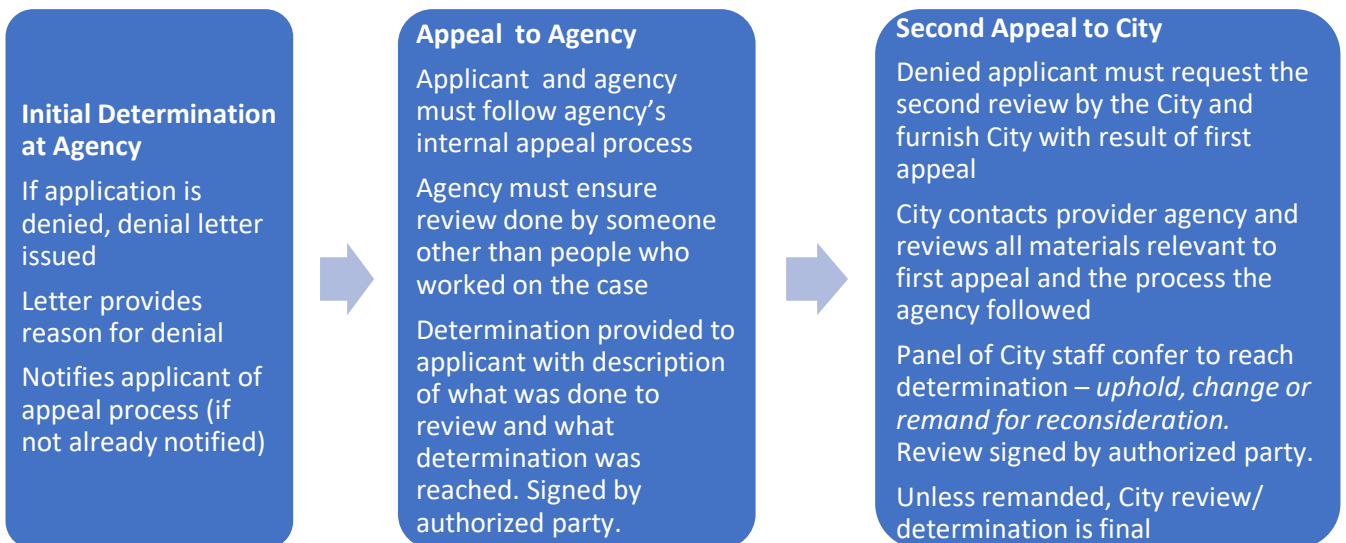 Initial Determination
at Agency
If application is
denied, denial letter
issued
Letter provides
reason for denial
Notifies applicant of
appeal process (if
not already notified)
Appeal to Agency
Applicant and agency
must follow agency’s
internal appeal process
Agency must ensure
review done by someone
other than people who
worked on the case
Determination provided to
applicant with description
of what was done to
review and what
determination was
reached. Signed by
authorized party.
Second Appeal to City
Denied applicant must request the
second review by the City and
furnish City with result of first
appeal
City contacts provider agency and
reviews all materials relevant to
first appeal and the process the
agency followed
Panel of City staff confer to reach
determination – uphold, change or
remand for reconsideration.
Review signed by authorized party.
Unless remanded, City review/
determination is final